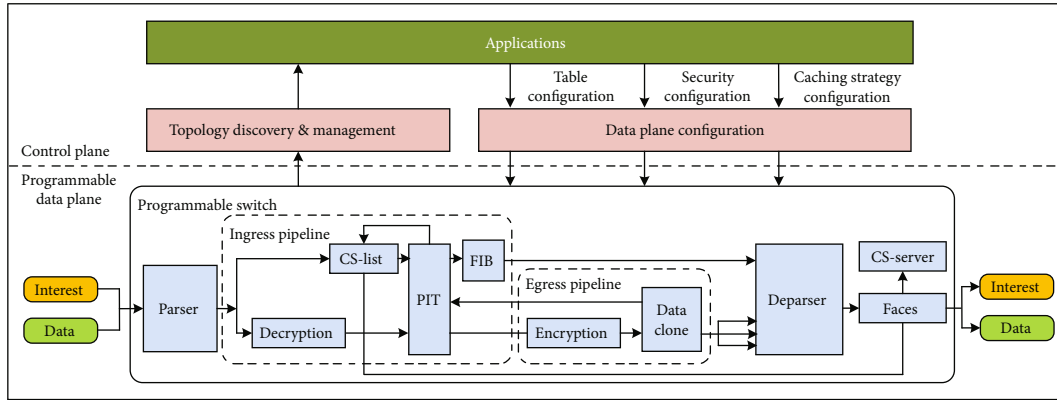 Applications
Table
configuration
Security
configuration
Caching strategy
configuration
Topology discovery & management
Data plane configuration
Control plane
Programmable
data plane
Programmable switch
Ingress pipeline
CS-list
FIB
CS-server
Interest
Data
Parser
PIT
Decryption
Egress pipeline
Encryption
Data
clone
Deparser
Faces
Interest
Data